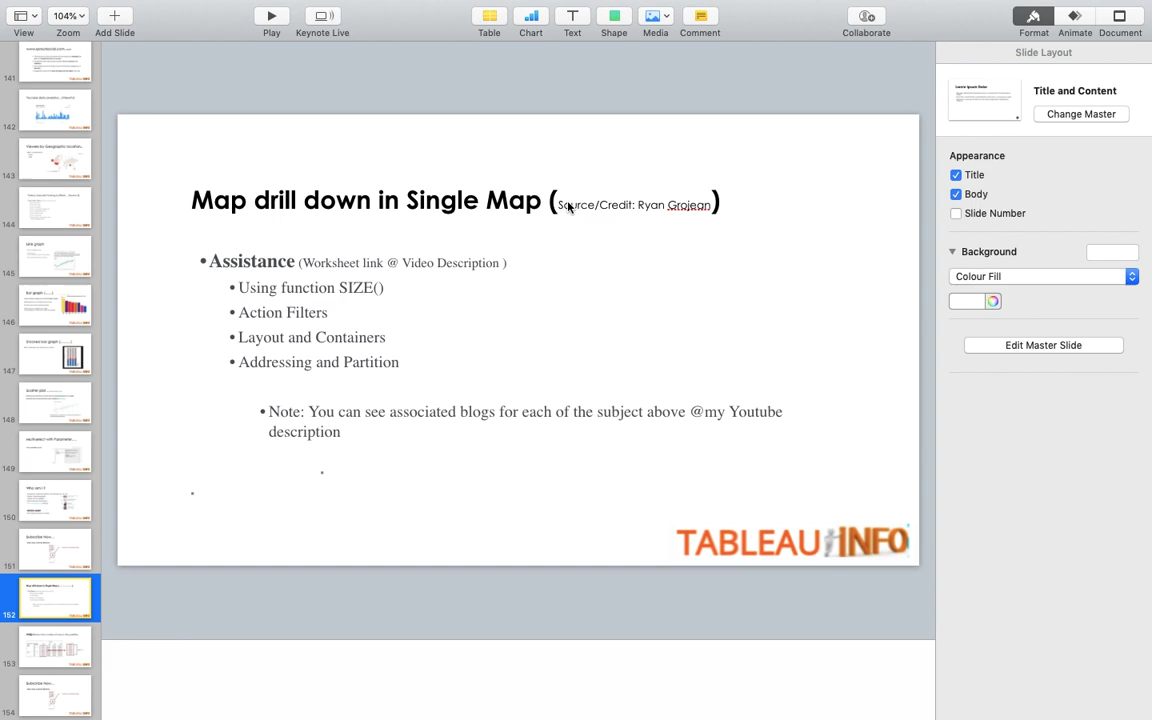 104%
View
Zoom
Add Slide
Play
Keynote Live
Table
Chart
Text
Shape
Media
Comment
Collaborate
Format
Animate
Document
Slide Layout
Title and Content
Change Master
Appearance
Title
Body
Slide Number
Background
Colour Fill
Edit Master Slide
141
142
143
144
145
146
147
148
149
150
151
152
153
154
Map drill down in Single Map (Source/Credit: Ryan Grojean)
• Assistance (Worksheet link @ Video Description )
• Using function SIZE()
• Action Filters
• Layout and Containers
• Addressing and Partition
• Note: You can see associated blogs for each of the subject above @my Youtube
description
TABLEAU INFO